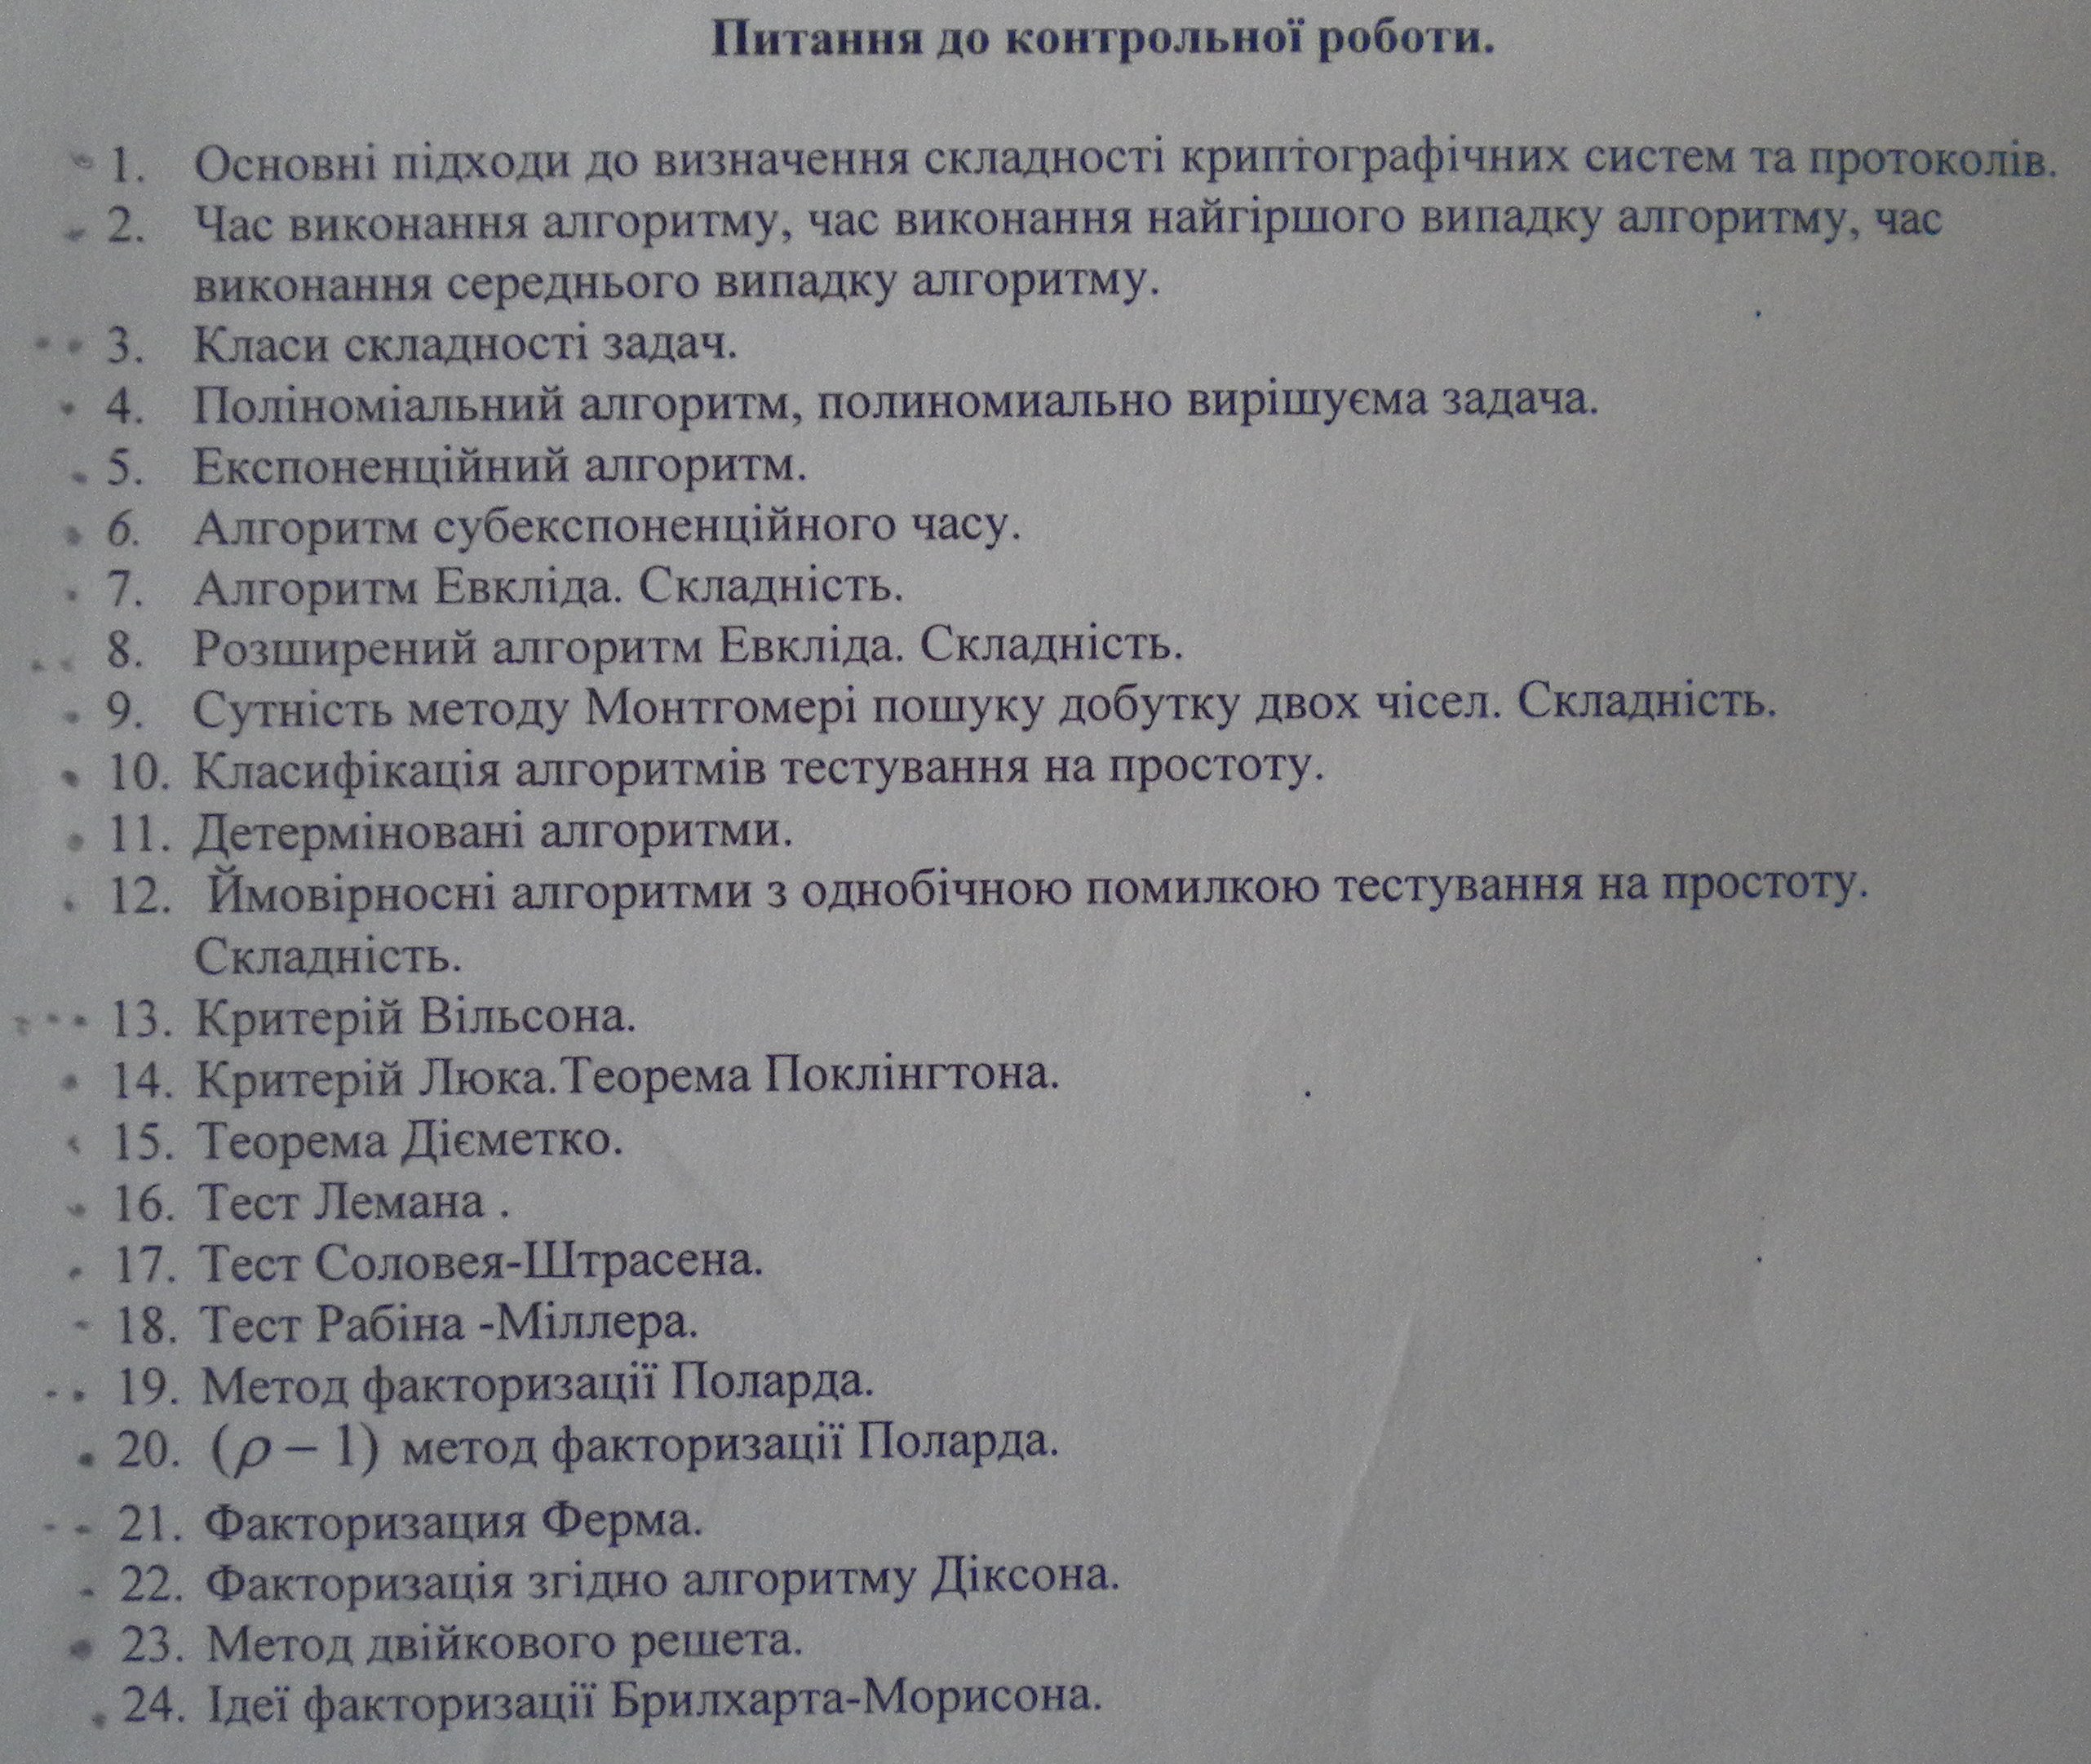 Питання до контрольної роботи.
1. Основні підходи до визначення складності криптографічних систем та протоколів.
2. Час виконання алгоритму, час виконання найгіршого випадку алгоритму, час
виконання середнього випадку алгоритму.
3. Класи складності задач.
4. Поліноміальний алгоритм, полиномиально вирішуєма задача.
5. Експоненційний алгоритм.
6. Алгоритм субекспоненційного часу.
7. Алгоритм Евкліда. Складність.
8. Розширений алгоритм Евкліда. Складність.
9. Сутність методу Монтгомері пошуку добутку двох чісел. Складність.
10. Класифікація алгоритмів тестування на простоту.
11. Детерміновані алгоритми.
12. Ймовірносні алгоритми з однобічною помилкою тестування на простоту.
Складність.
13. Критерій Вільсона.
14. Критерій Люка.Теорема Поклінгтона.
15. Теорема Дієметко.
16. Тест Лемана .
17. Тест Соловея-Штрасена.
18. Тест Рабіна -Міллера.
19. Метод факторизації Поларда.
20. (ρ – 1) метод факторизації Поларда.
21. Факторизация Ферма.
22. Факторизація згідно алгоритму Діксона.
23. Метод двійкового решета.
24. Ідеї факторизації Брилхарта-Морисона.